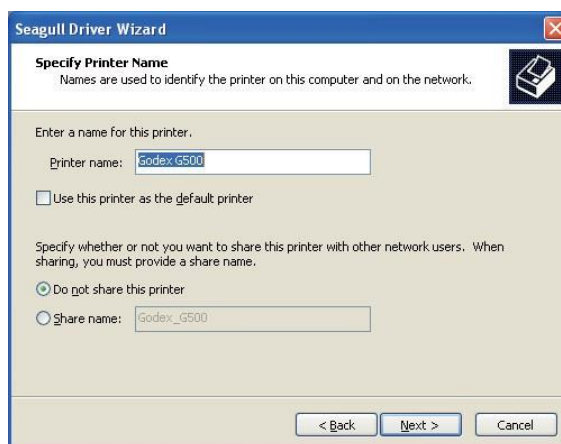 Seagull Driver Wizard
Specify Printer Name
Names are used to identify the printer on this computer and on the network.
Enter a name for this printer.
Printer name: Godex G500
Use this printer as the default printer
Specify whether or not you want to share this printer with other network users. When
sharing, you must provide a share name.
Do not share this printer
Share name: Godex_G500
< Back Next > Cancel